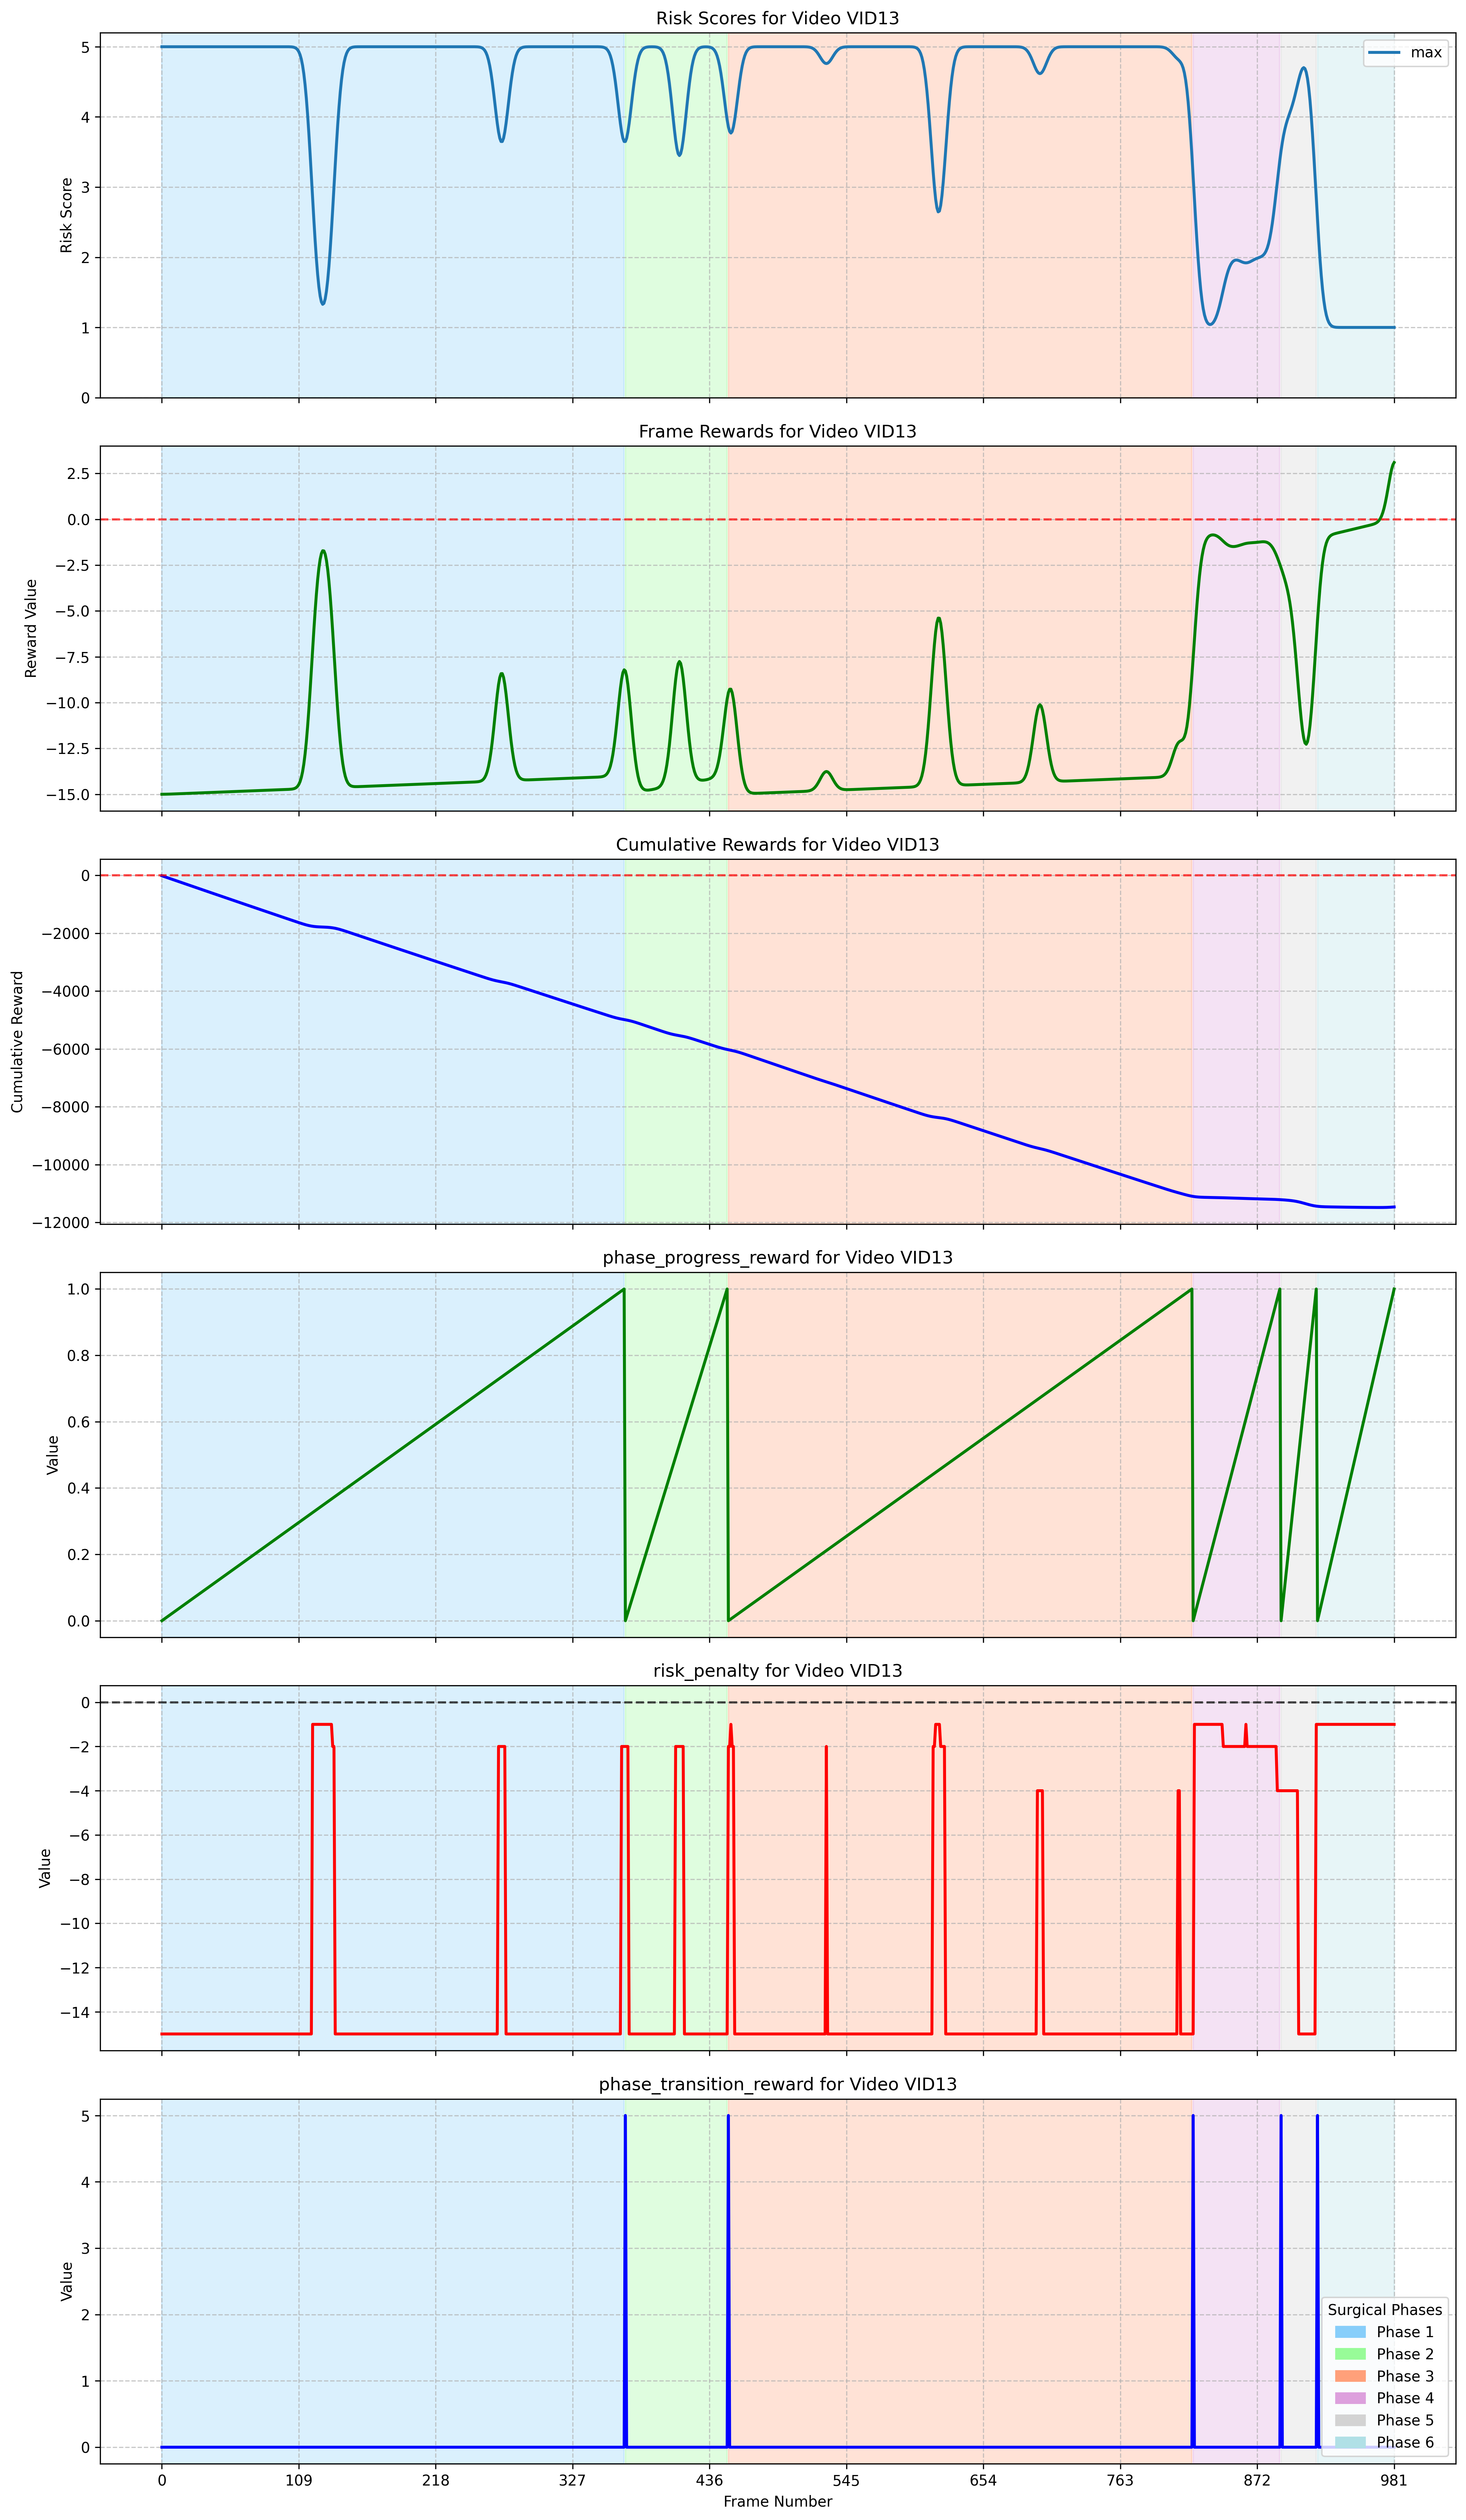 Risk Scores for Video VID13
5
4
3
2
1
0
Risk Score
max
Frame Rewards for Video VID13
2.5
0.0
−2.5
−5.0
−7.5
−10.0
−12.5
−15.0
Reward Value
Cumulative Rewards for Video VID13
0
−2000
−4000
−6000
−8000
−10000
−12000
Cumulative Reward
phase_progress_reward for Video VID13
1.0
0.8
0.6
0.4
0.2
0.0
Value
risk_penalty for Video VID13
0
−2
−4
−6
−8
−10
−12
−14
Value
phase_transition_reward for Video VID13
5
4
3
2
1
0
Value
Surgical Phases
Phase 1
Phase 2
Phase 3
Phase 4
Phase 5
Phase 6
0 109 218 327 436 545 654 763 872 981
Frame Number